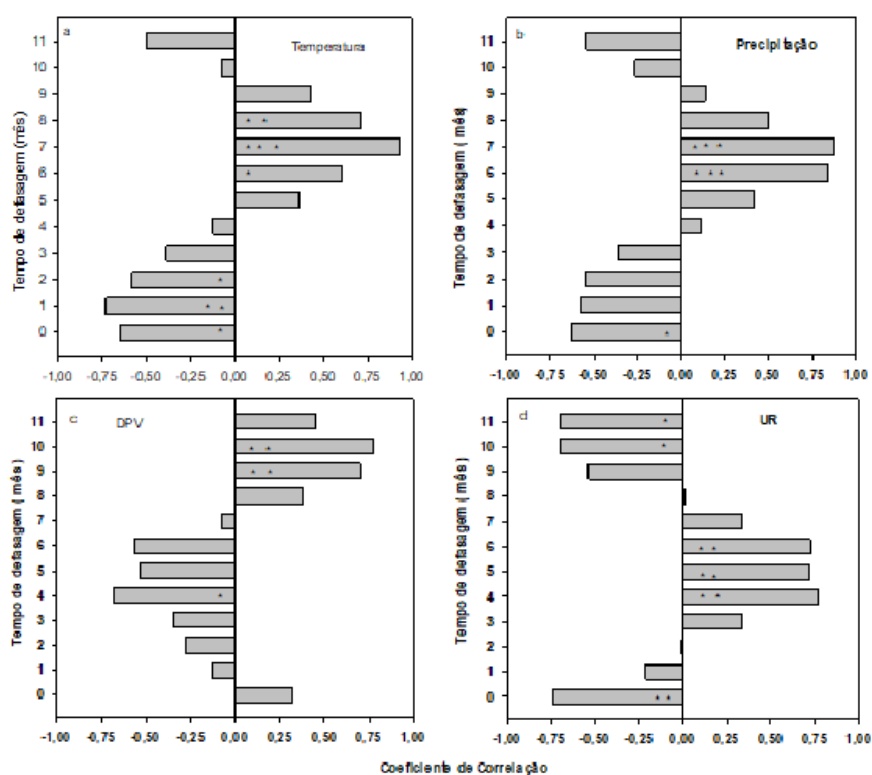 a
Temperatura
Tempo de defasagem (mês)
11
10
9
8 * *
7 * * *
6 *
5
4
3
2 *
1 * *
0 *
-1,00 -0,75 -0,50 -0,25 0,00 0,25 0,50 0,75 1,00
b
Precipitação
Tempo de defasagem ( mês)
11
10
9
8
7 * * *
6 * * *
5
4
3
2
1
0 *
-1,00 -0,75 -0,50 -0,25 0,00 0,25 0,50 0,75 1,00
c
DPV
Tempo de defasagem ( mês)
11
10 * *
9 * *
8
7
6
5
4 *
3
2
1
0
-1,00 -0,75 -0,50 -0,25 0,00 0,25 0,50 0,75 1,00
d
UR
Tempo de defasagem ( mês)
11 *
10 *
9
8
7
6 * *
5 * *
4 * *
3
2
1
0 * *
-1,00 -0,75 -0,50 -0,25 0,00 0,25 0,50 0,75 1,00
Coeficiente de Correlação